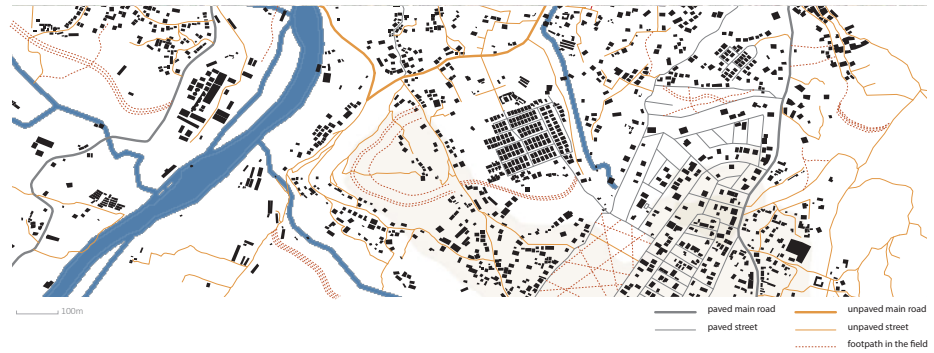 100m
paved main road
unpaved main road
paved street
unpaved street
footpath in the field